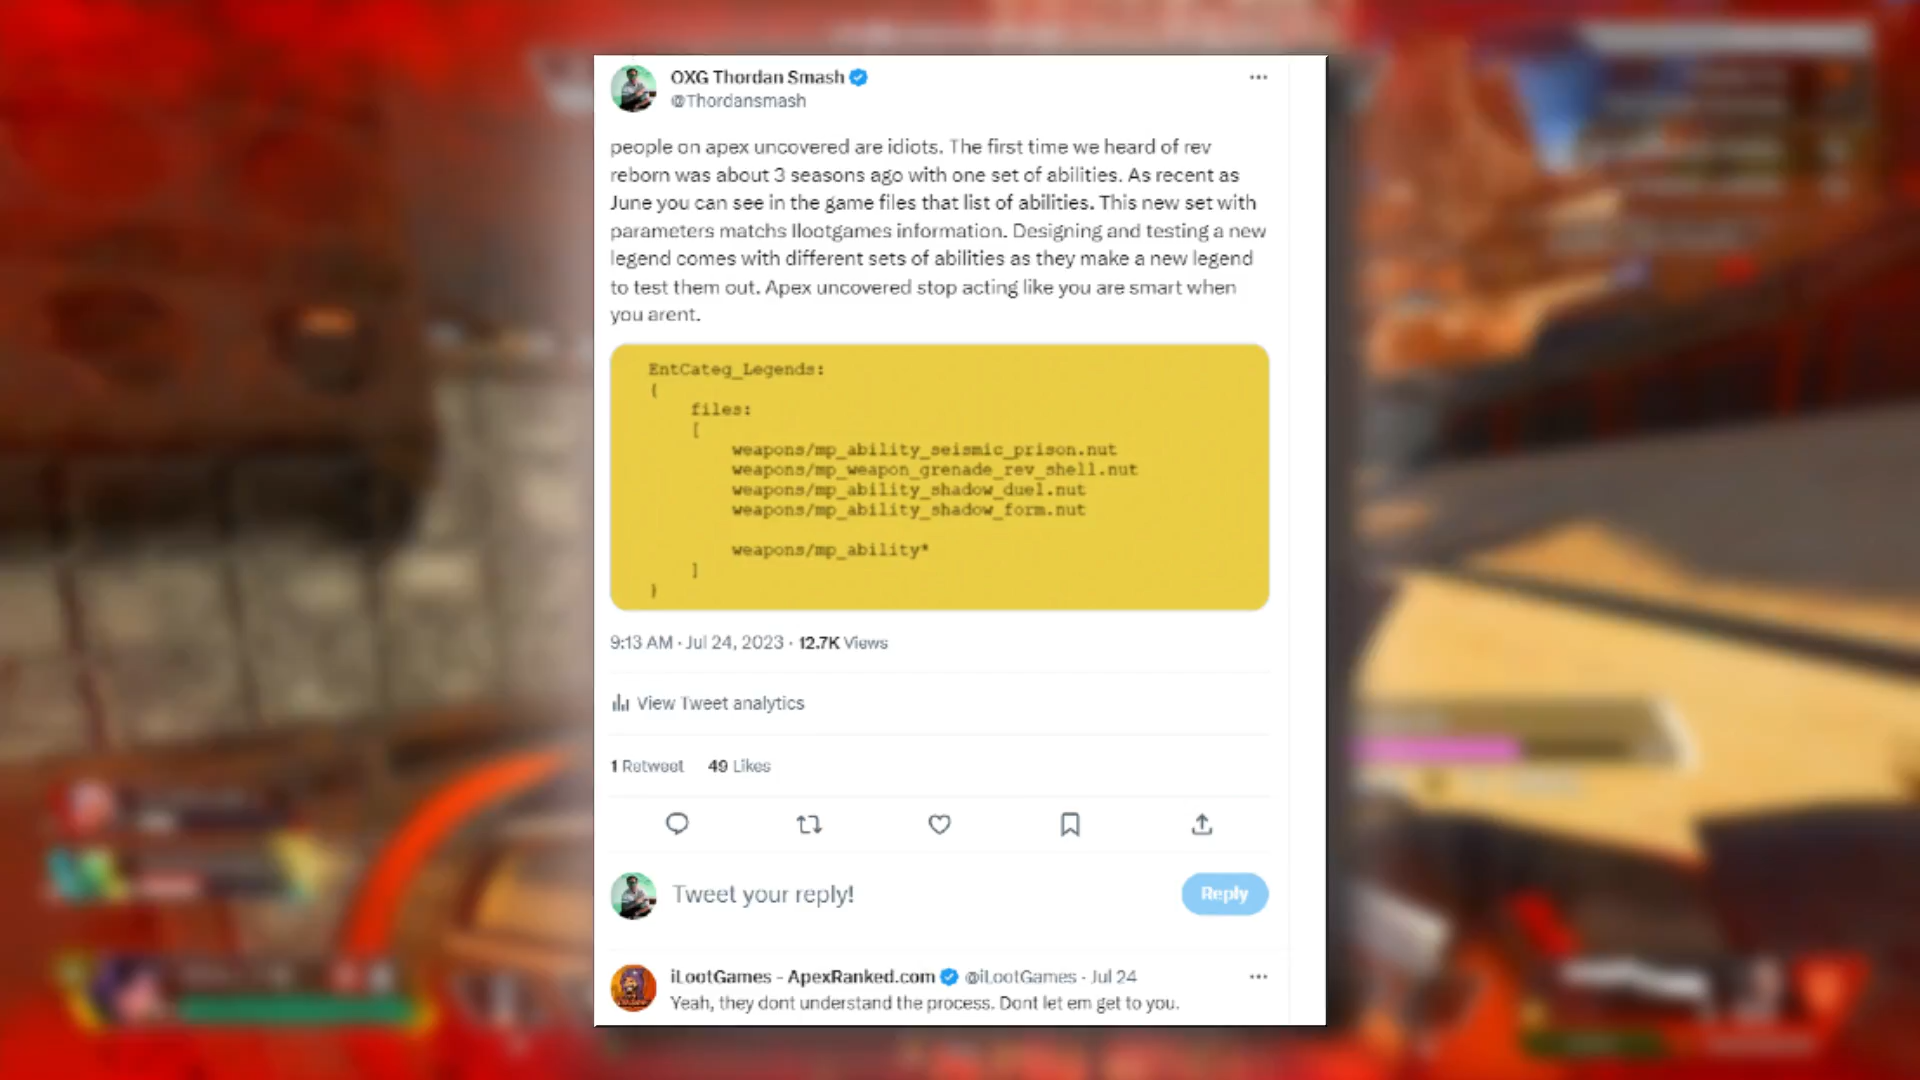 OXG Thordan Smash
@Thordansmash
people on apex uncovered are idiots. The first time we heard of rev
reborn was about 3 seasons ago with one set of abilities. As recent as
June you can see in the game files that list of abilities. This new set with
parameters matchs Ilootgames information. Designing and testing a new
legend comes with different sets of abilities as they make a new legend
to test them out. Apex uncovered stop acting like you are smart when
you arent.
EntCateg_Legends:
{
files:
[
weapons/mp_ability_seismic_prison.nut
weapons/mp_weapon_grenade_rev_shell.nut
weapons/mp_ability_shadow_duel.nut
weapons/mp_ability_shadow_form.nut
weapons/mp_ability*
]
}
9:13 AM · Jul 24, 2023 · 12.7K Views
View Tweet analytics
1 Retweet 49 Likes
Tweet your reply!
Reply
iLootGames - ApexRanked.com @iLootGames · Jul 24
Yeah, they dont understand the process. Dont let em get to you.